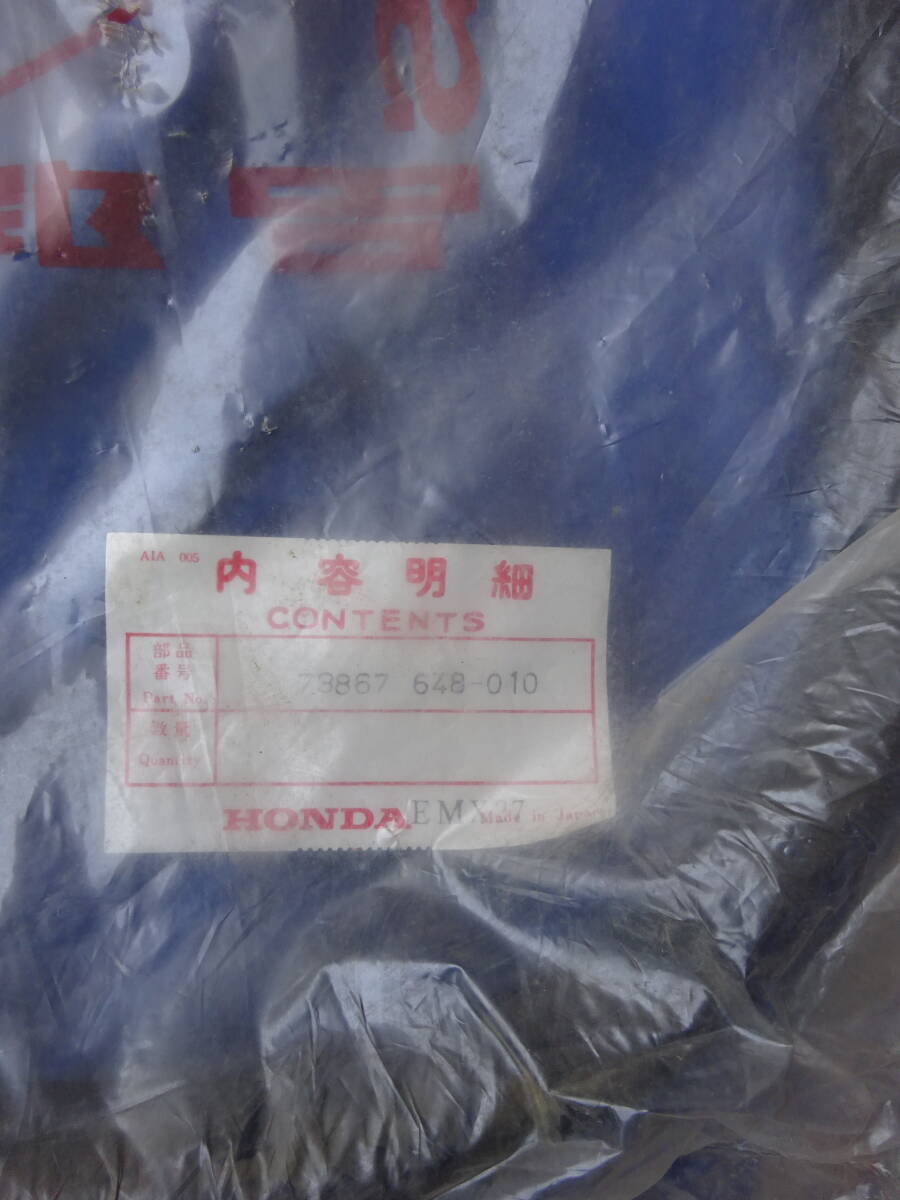 AIA 005
内容明細
CONTENTS
部品
番号
Part No.
73867 648-010
数量
Quantity
HONDA EMX37 Made in Japan